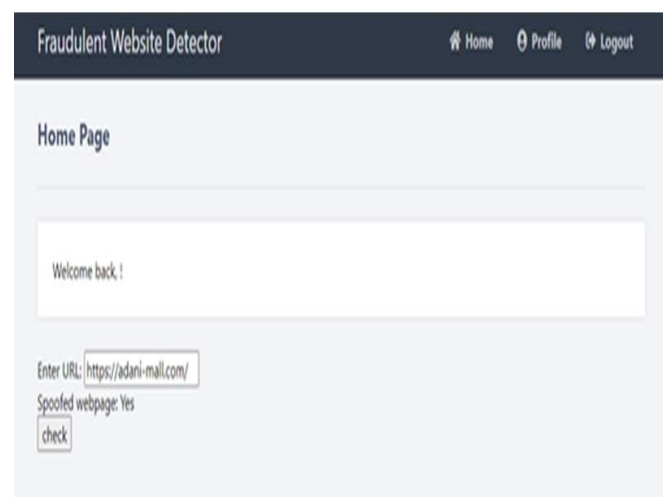 Fraudulent Website Detector Home Profile Logout
Home Page
Welcome back, !
Enter URL: https://adani-mall.com/
Spoofed webpage: Yes
check